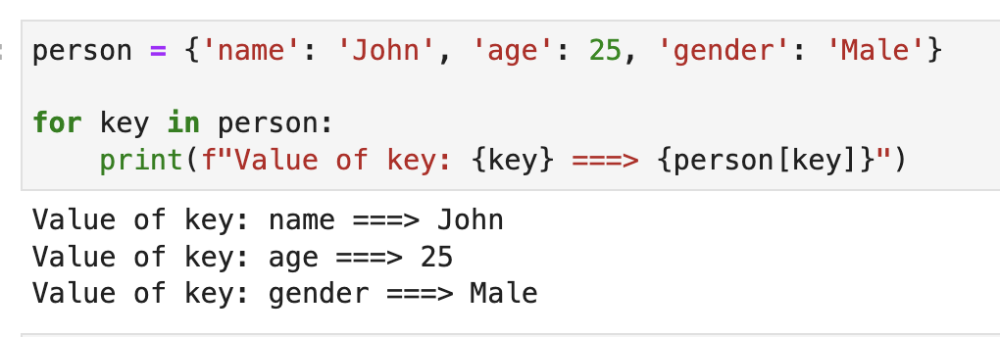 person = {'name': 'John', 'age': 25, 'gender': 'Male'}
for key in person:
    print(f"Value of key: {key} ===> {person[key]}")
Value of key: name ===> John
Value of key: age ===> 25
Value of key: gender ===> Male